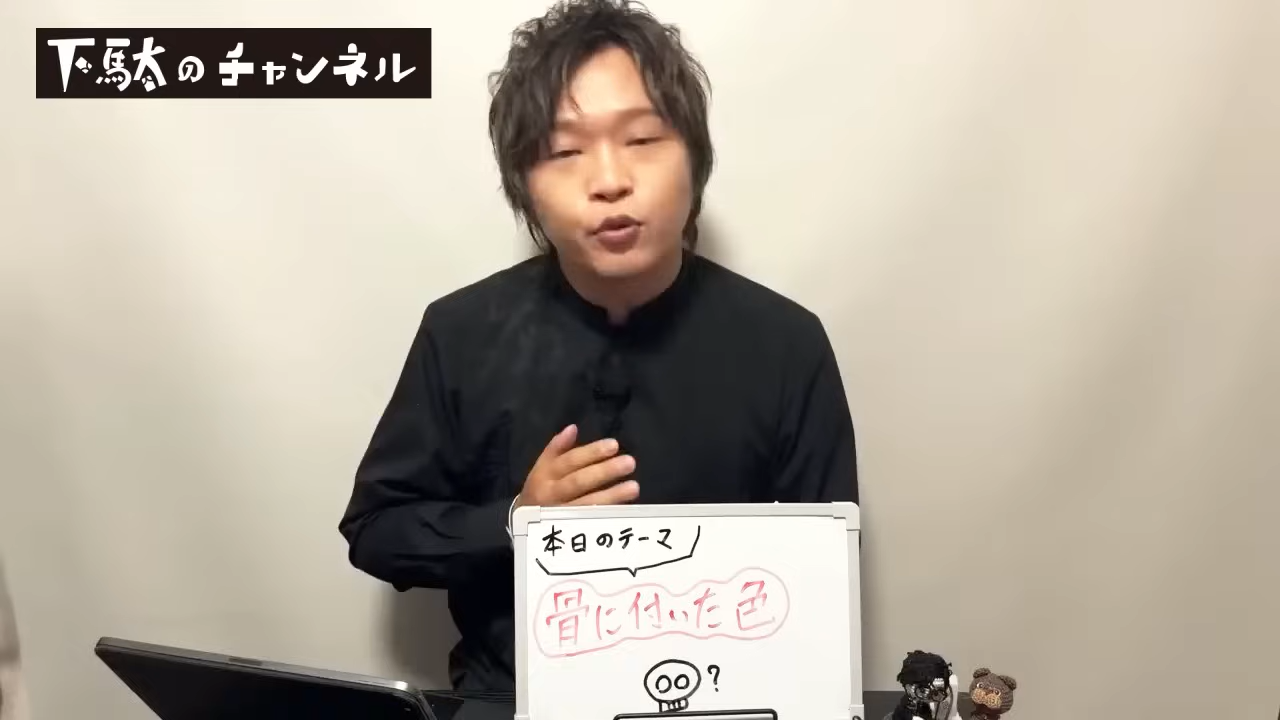 下駄のチャンネル
本日のテーマ
骨に付いた色
?